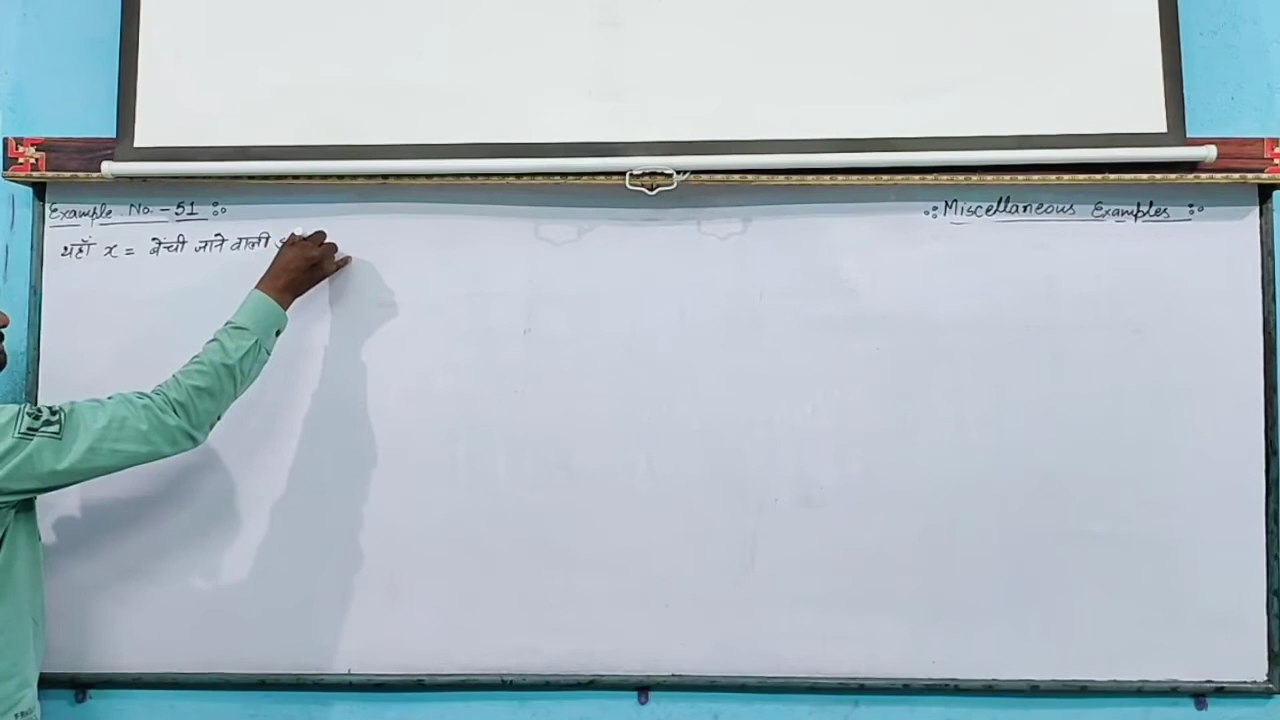 Example No. - 51 :-
:: Miscellaneous Examples ::
यहाँ x = बेंची जाने वाली